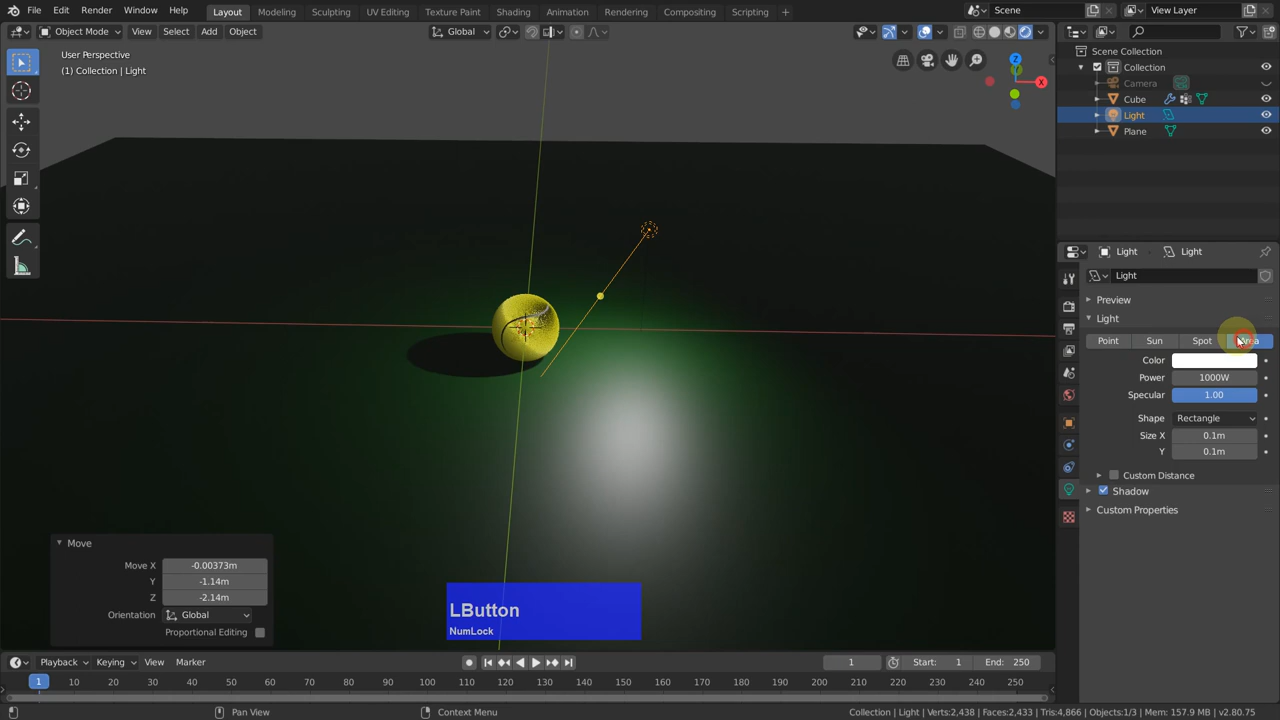 File Edit Render Window Help Layout Modeling Sculpting UV Editing Texture Paint Shading Animation Rendering Compositing Scripting + Scene View Layer
Object Mode View Select Add Object Global
User Perspective
(1) Collection | Light
Z
X
Scene Collection
Collection
Camera
Cube
Light
Plane
Light Light
Light
Preview
Light
Point Sun Spot Area
Color
Power 1000W
Specular 1.00
Shape Rectangle
Size X 0.1m
Y 0.1m
Custom Distance
Shadow
Custom Properties
Move
Move X -0.00373m
Y -1.14m
Z -2.14m
Orientation Global
Proportional Editing
LButton
NumLock
Playback Keying View Marker 1 Start: 1 End: 250
1 10 20 30 40 50 60 70 80 90 100 110 120 130 140 150 160 170 180 190 200 210 220 230 240 250
Pan View Context Menu Collection | Light | Verts:2,438 | Faces:2,433 | Tris:4,866 | Objects:1/3 | Mem: 157.9 MB | v2.80.75